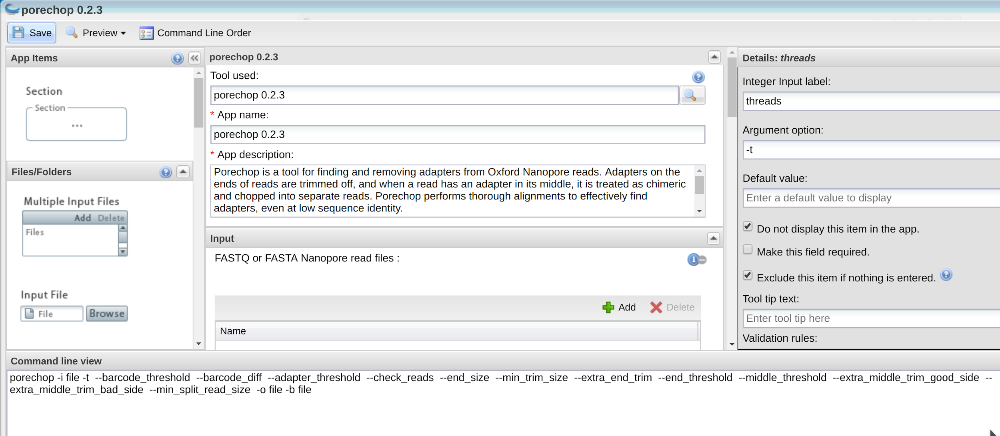 porechop 0.2.3
Save Preview Command Line Order
App Items
Section
Section
...
Files/Folders
Multiple Input Files
Add Delete
Files
Input File
File Browse
porechop 0.2.3
Tool used:
porechop 0.2.3
* App name:
porechop 0.2.3
* App description:
Porechop is a tool for finding and removing adapters from Oxford Nanopore reads. Adapters on the
ends of reads are trimmed off, and when a read has an adapter in its middle, it is treated as chimeric
and chopped into separate reads. Porechop performs thorough alignments to effectively find
adapters, even at low sequence identity.
Input
FASTQ or FASTA Nanopore read files :
Add Delete
Name
Details: threads
Integer Input label:
threads
Argument option:
-t
Default value:
Enter a default value to display
Do not display this item in the app.
Make this field required.
Exclude this item if nothing is entered.
Tool tip text:
Enter tool tip here
Validation rules:
Command line view
porechop -i file -t  --barcode_threshold  --barcode_diff  --adapter_threshold  --check_reads  --end_size  --min_trim_size  --extra_end_trim  --end_threshold  --middle_threshold  --extra_middle_trim_good_side  --
extra_middle_trim_bad_side  --min_split_read_size  -o file -b file